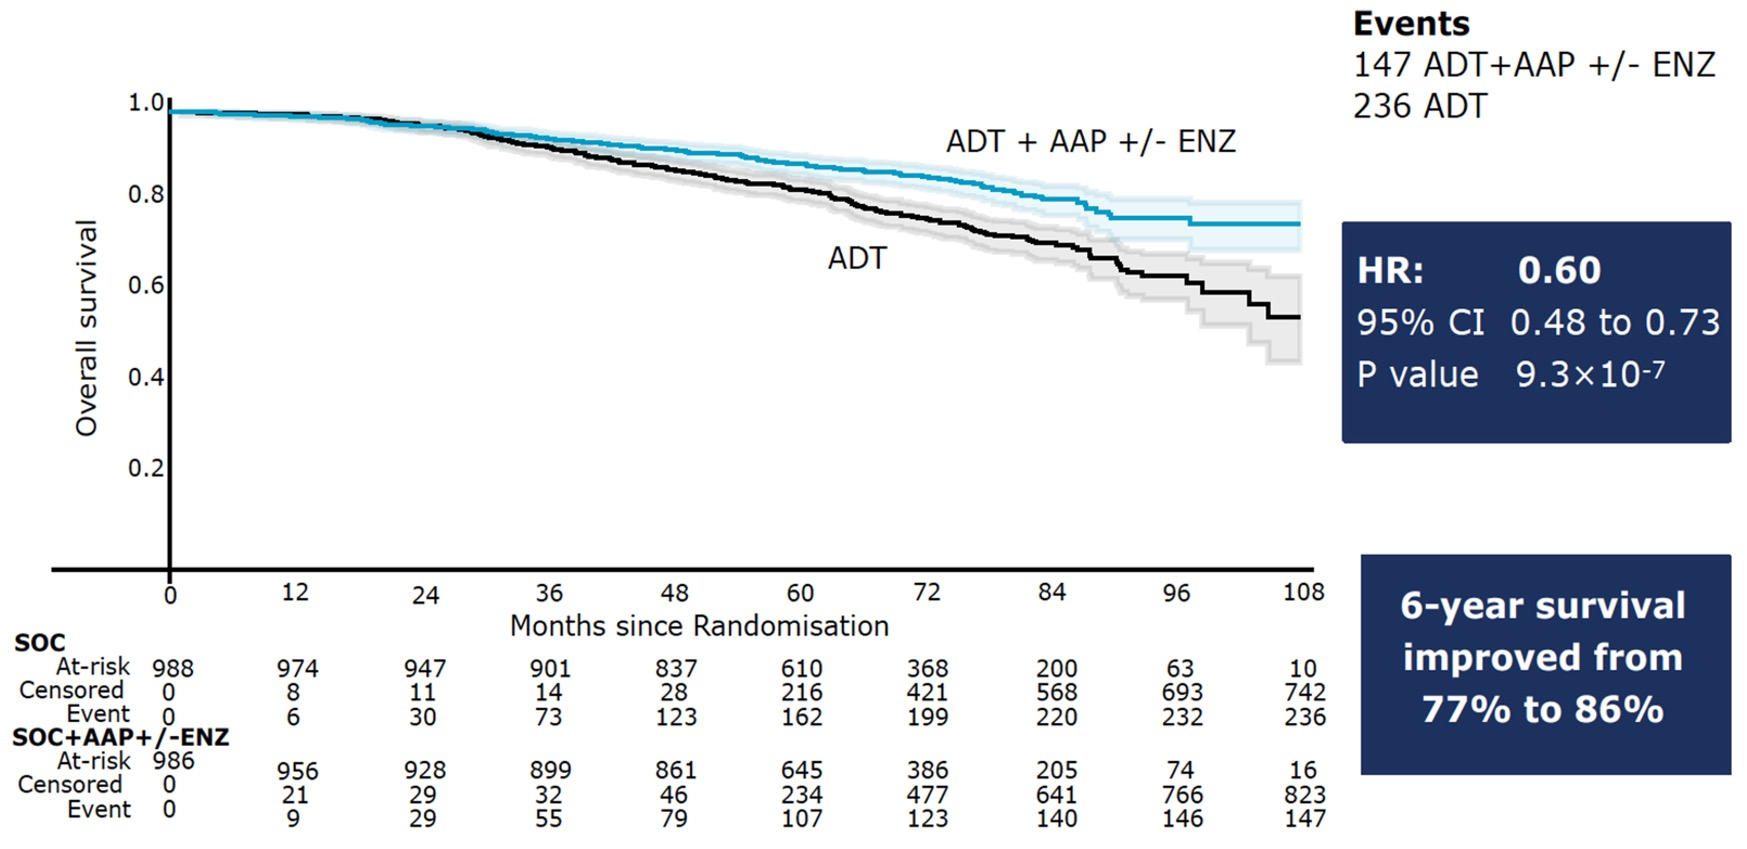 Events
147 ADT+AAP +/- ENZ
236 ADT
1.0
0.8
0.6
0.4
0.2
Overall survival
ADT + AAP +/- ENZ
ADT
HR: 0.60
95% CI 0.48 to 0.73
P value 9.3×10⁻⁷
0 12 24 36 48 60 72 84 96 108
Months since Randomisation
6-year survival
improved from
77% to 86%
SOC
At-risk 988 974 947 901 837 610 368 200 63 10
Censored 0 8 11 14 28 216 421 568 693 742
Event 0 6 30 73 123 162 199 220 232 236
SOC+AAP+/-ENZ
At-risk 986 956 928 899 861 645 386 205 74 16
Censored 0 21 29 32 46 234 477 641 766 823
Event 0 9 29 55 79 107 123 140 146 147